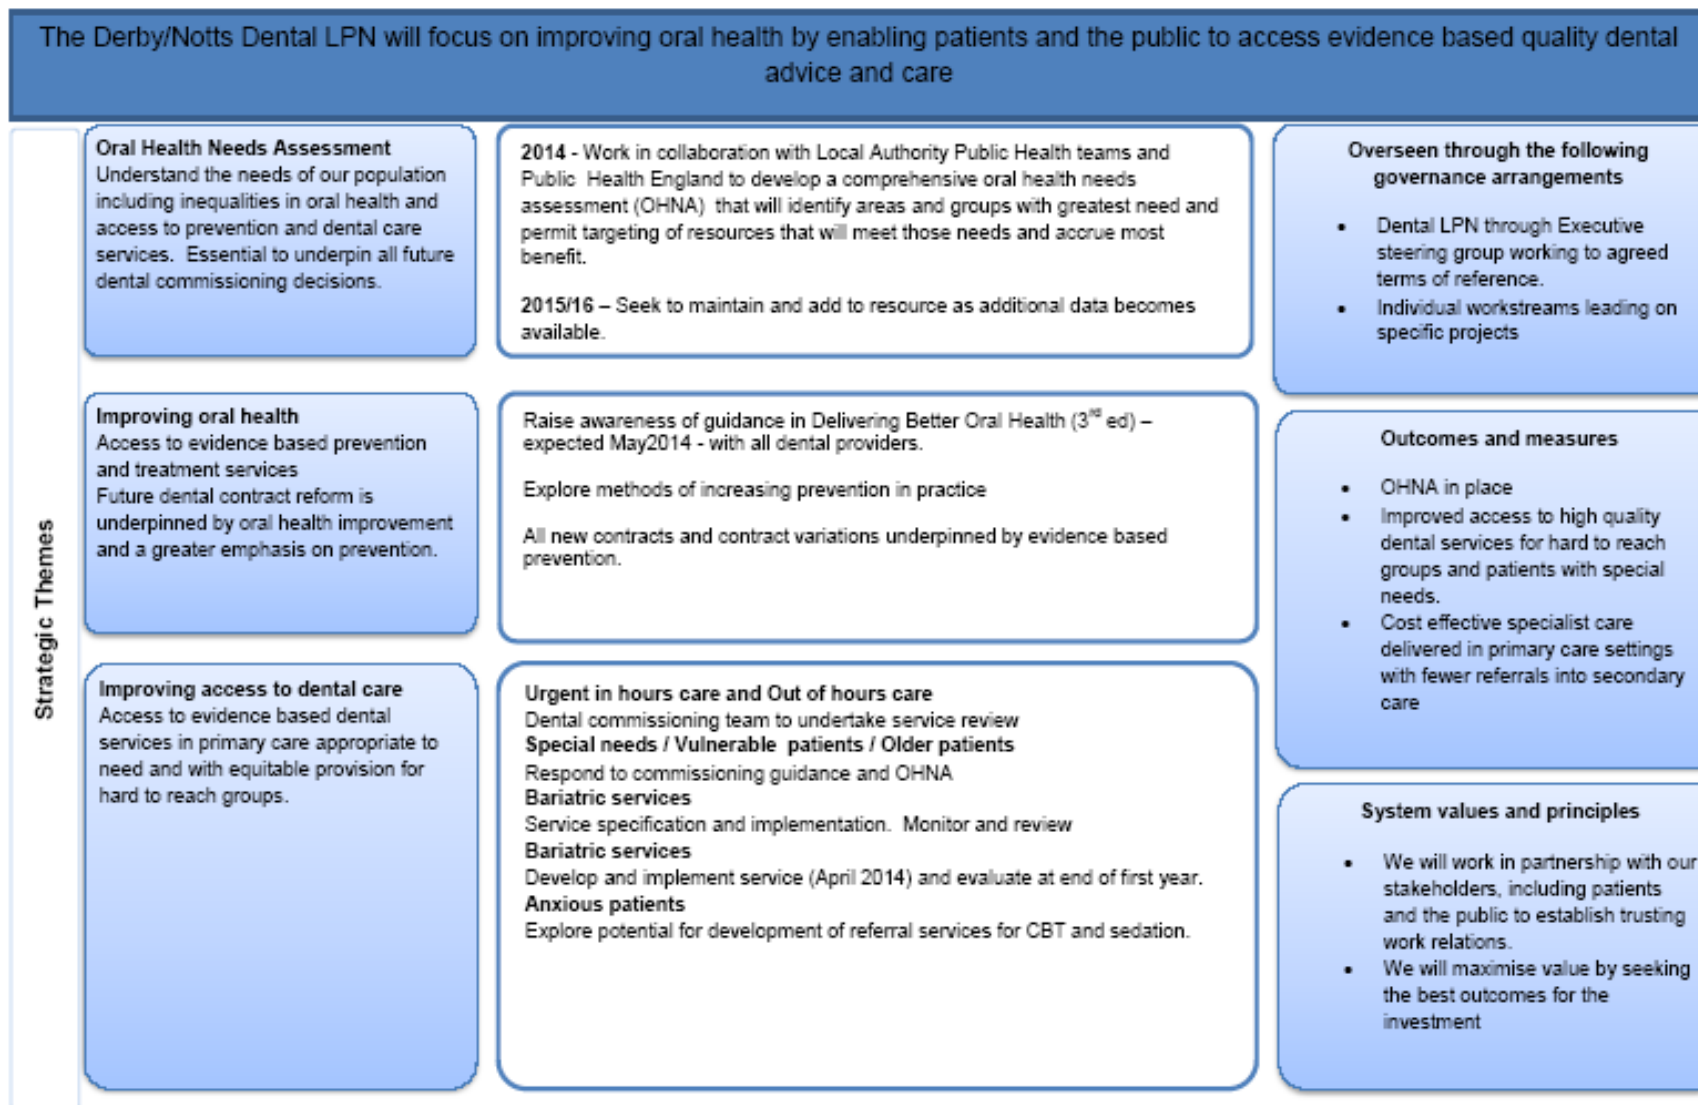 The Derby/Notts Dental LPN will focus on improving oral health by enabling patients and the public to access evidence based quality dental
advice and care
Strategic Themes
Oral Health Needs Assessment
Understand the needs of our population
including inequalities in oral health and
access to prevention and dental care
services. Essential to underpin all future
dental commissioning decisions.
2014 - Work in collaboration with Local Authority Public Health teams and
Public Health England to develop a comprehensive oral health needs
assessment (OHNA) that will identify areas and groups with greatest need and
permit targeting of resources that will meet those needs and accrue most
benefit.
2015/16 – Seek to maintain and add to resource as additional data becomes
available.
Improving oral health
Access to evidence based prevention
and treatment services
Future dental contract reform is
underpinned by oral health improvement
and a greater emphasis on prevention.
Raise awareness of guidance in Delivering Better Oral Health (3rd ed) –
expected May2014 - with all dental providers.
Explore methods of increasing prevention in practice
All new contracts and contract variations underpinned by evidence based
prevention.
Improving access to dental care
Access to evidence based dental
services in primary care appropriate to
need and with equitable provision for
hard to reach groups.
Urgent in hours care and Out of hours care
Dental commissioning team to undertake service review
Special needs / Vulnerable patients / Older patients
Respond to commissioning guidance and OHNA
Bariatric services
Service specification and implementation. Monitor and review
Bariatric services
Develop and implement service (April 2014) and evaluate at end of first year.
Anxious patients
Explore potential for development of referral services for CBT and sedation.
Overseen through the following
governance arrangements
• Dental LPN through Executive
steering group working to agreed
terms of reference.
• Individual workstreams leading on
specific projects
Outcomes and measures
• OHNA in place
• Improved access to high quality
dental services for hard to reach
groups and patients with special
needs.
• Cost effective specialist care
delivered in primary care settings
with fewer referrals into secondary
care
System values and principles
• We will work in partnership with our
stakeholders, including patients
and the public to establish trusting
work relations.
• We will maximise value by seeking
the best outcomes for the
investment